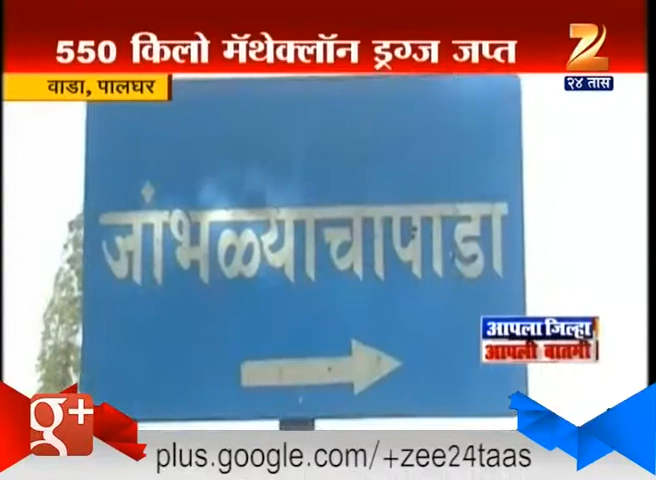 550 किलो मॅथेक्लॉन ड्रग्ज जप्त
२४ तास
वाडा, पालघर
जांभळ्याचापाडा
आपला जिल्हा
आपली बातमी
g+
plus.google.com/+zee24taas